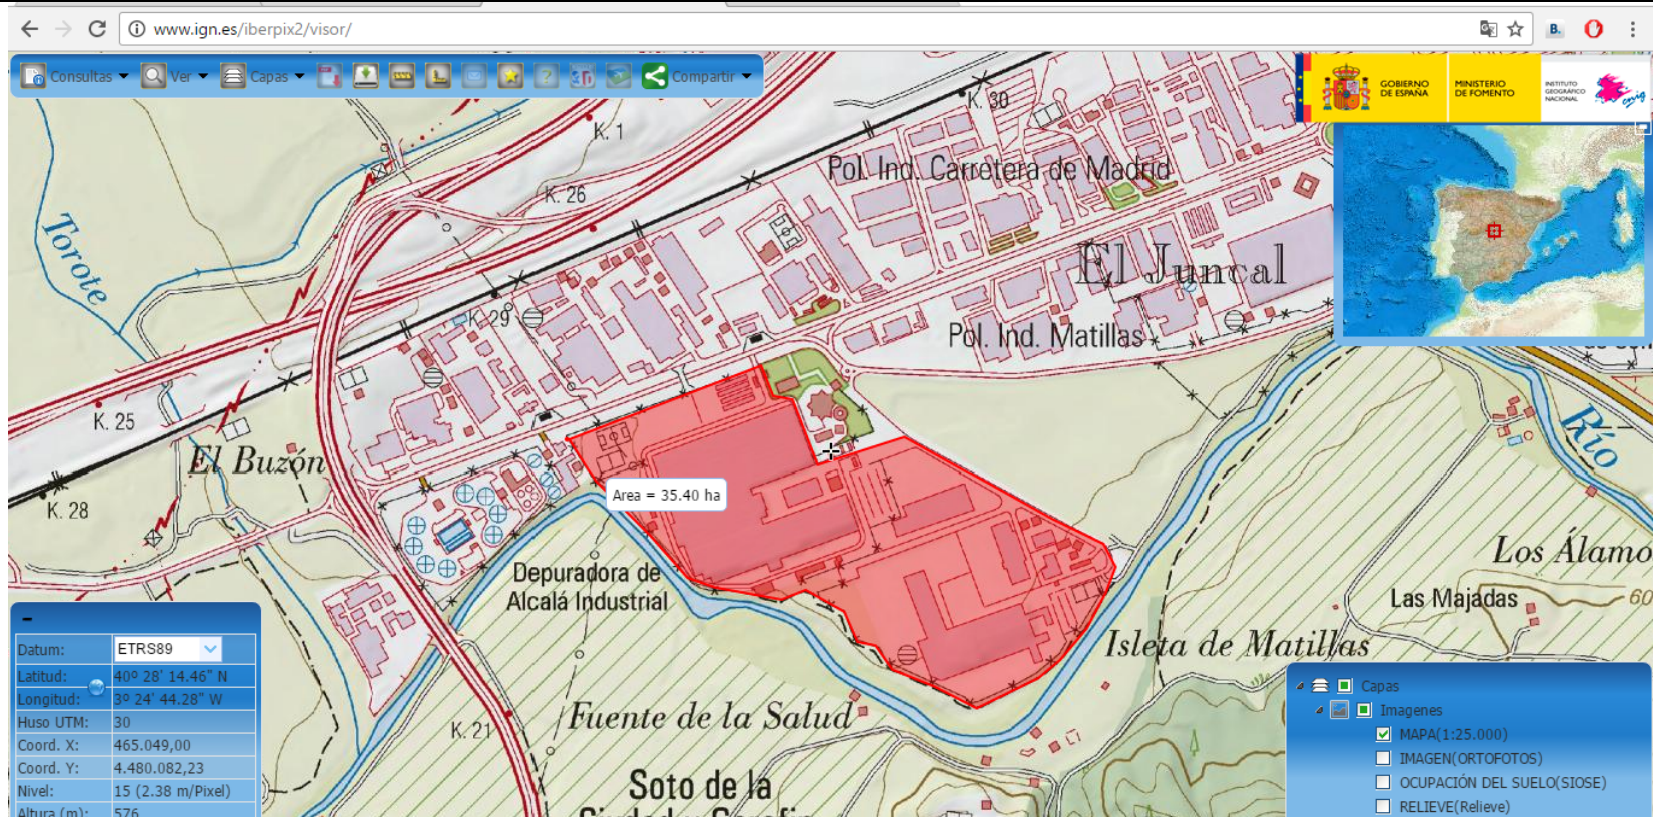 www.ign.es/iberpix2/visor/
B.
Consultas
Ver
Capas
Compartir
GOBIERNO
DE ESPAÑA
MINISTERIO
DE FOMENTO
INSTITUTO
GEOGRÁFICO
NACIONAL
cnig
K. 30
K. 1
Pol. Ind. Carretera de Madrid
K. 26
Torote
El Juncal
K. 29
Pol. Ind. Matillas
K. 25
El Buzón
Río
Area = 35.40 ha
K. 28
Los Álamo
Depuradora de
Alcalá Industrial
Las Majadas
60
Isleta de Matillas
Fuente de la Salud
K. 21
Soto de la
Datum:
ETRS89
Latitud:
40º 28' 14.46" N
Longitud:
3º 24' 44.28" W
Huso UTM:
30
Coord. X:
465.049,00
Coord. Y:
4.480.082,23
Nivel:
15 (2.38 m/Pixel)
Altura (m):
576
Capas
Imagenes
MAPA(1:25.000)
IMAGEN(ORTOFOTOS)
OCUPACIÓN DEL SUELO(SIOSE)
RELIEVE(Relieve)